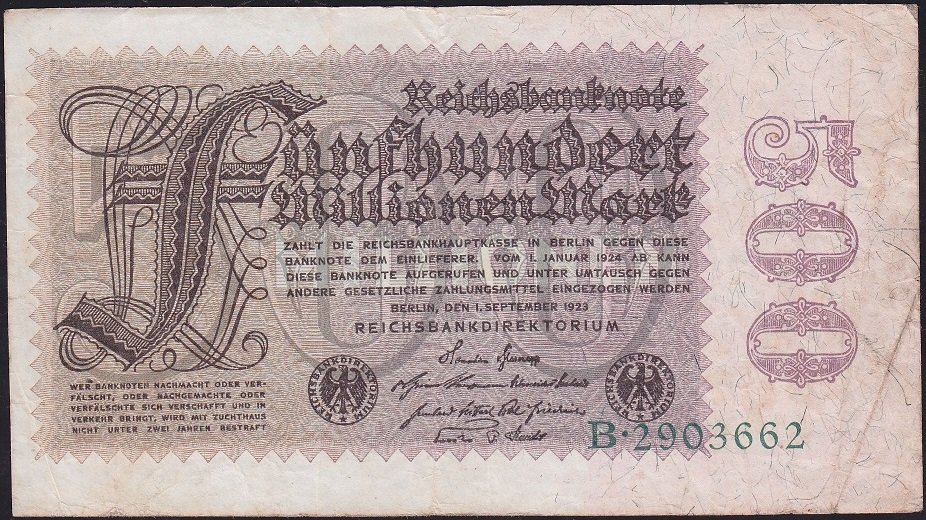 Reichsbanknote
Fünfhundert
Millionen Mark
ZAHLT DIE REICHSBANKHAUPTKASSE IN BERLIN GEGEN DIESE
BANKNOTE DEM EINLIEFERER. VOM 1. JANUAR 1924 AB KANN
DIESE BANKNOTE AUFGERUFEN UND UNTER UMTAUSCH GEGEN
ANDERE GESETZLICHE ZAHLUNGSMITTEL EINGEZOGEN WERDEN
BERLIN, DEN 1. SEPTEMBER 1923
REICHSBANKDIREKTORIUM
WER BANKNOTEN NACHMACHT ODER VER-
FÄLSCHT, ODER NACHGEMACHTE ODER
VERFÄLSCHTE SICH VERSCHAFFT UND IN
VERKEHR BRINGT, WIRD MIT ZUCHTHAUS
NICHT UNTER ZWEI JAHREN BESTRAFT
REICHSBANKDIREKTORIUM
REICHSBANKDIREKTORIUM
B·2903662
500